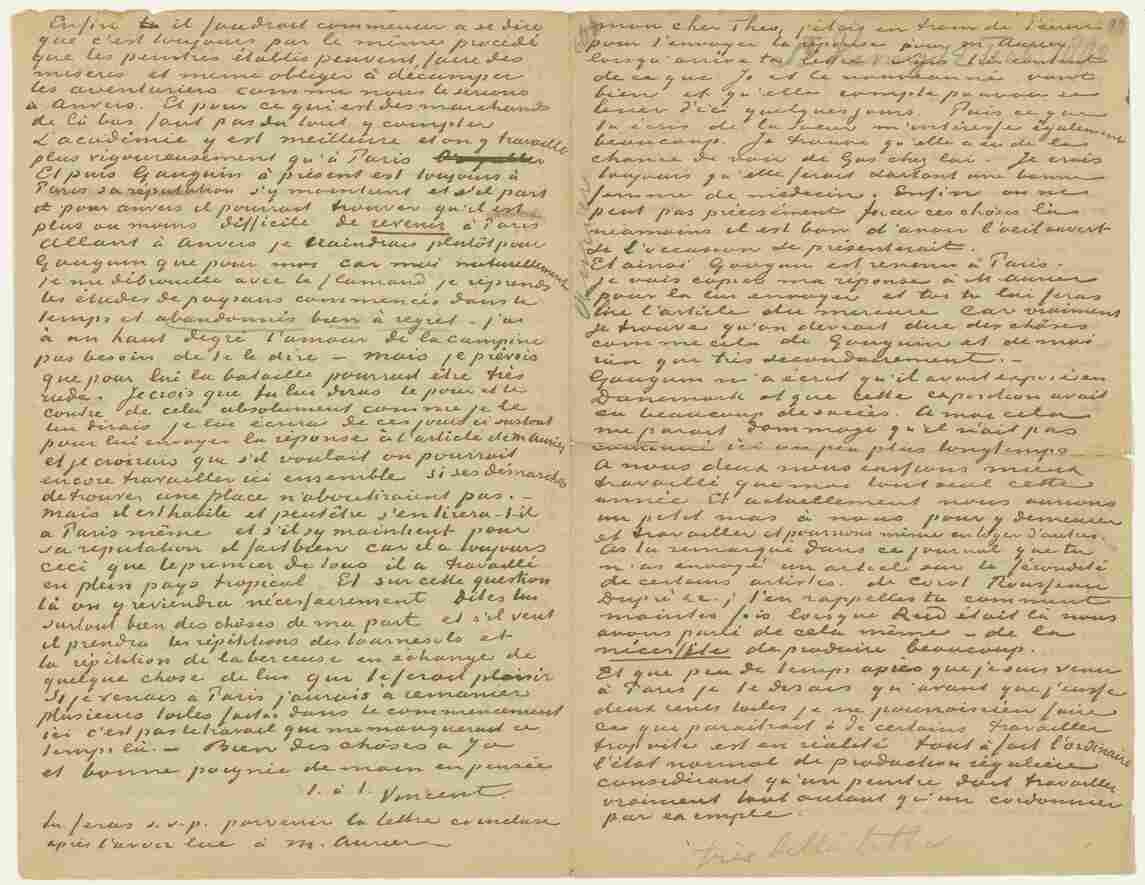 Enfin il faudrait commencer à se dire
que c'est toujours par le même procédé
que les peintres établis peuvent faire des
misères et même obliger à décamper
les aventuriers comme nous le serions
à Anvers. Et pour ce qui est des marchands
de là bas faut pas du tout y compter
L'académie y est meilleure et on y travaille
plus vigoureusement qu'à Paris
Et puis Gauguin à présent est toujours à
Paris sa réputation s'y maintient et s'il part
pour anvers il pourrait trouver qu'il est
plus ou moins difficile de revenir à Paris
Allant à Anvers je craindrais plutôt pour
Gauguin que pour moi car moi naturellement
je me débrouille avec le flamand je reprends
les études de paysans commencés dans le
temps et abandonnés bien à regret – j'ai
à un haut degré l'amour de la campine
pas besoin de te le dire – mais je prévois
que pour lui la bataille pourrait être très
rude. Je crois que tu lui diras le pour et le
contre de cela absolument comme je le
lui dirais je lui écrirai de ces jours ci surtout
pour lui envoyer la réponse à l'article de M Aurier
et je croirais que s'il voulait on pourrait
encore travailler ici ensemble si ses démarches
de trouver une place n'aboutiraient pas. –
Mais il est habile et peutêtre s'en tirera-t-il
à Paris même et s'il s'y maintient pour
sa réputation il fait bien car il a toujours
ceci que le premier de tous il a travaillé
en plein pays tropical Et sur cette question
là on y reviendra nécessairement Dites lui
surtout bien des chôses de ma part et s'il veut
il prendra les répétitions des tournesols et
la répétition de la berceuse en échange de
quelque chose de lui qui te ferait plaisir
Si je venais à Paris j'aurais à remanier
plusieurs toiles faites dans le commencement
ici c'est pas le travail qui me manquerait ce
temps là. – Bien des chôses à Jo
et bonne poignée de main en pensée
t. à t. Vincent.
tu feras s.v.p. parvenir la lettre ci incluse
après l'avoir lue à M. Aurier
mon cher Theo, j'étais en train de t'écrire
pour t'envoyer la réponse pour M Aurier
lorsqu'arriva ta lettre Suis très content
de ce que Jo et le nouveau né vont
bien et qu'elle compte pouvoir se
lever d'ici quelques jours. Puis ce que
tu écris de la soeur m'intéresse également
beaucoup. Je trouve qu'elle a eu de la
chance de voir de Gas chez lui. Je crois
toujours qu'elle ferait d'autant une bonne
femme de médecin Enfin on ne
peut pas précisément forcer ces chôses là
néamoins il est bon d'avoir l'oeil ouvert
si l'occasion se présenterait.
Et ainsi Gauguin est revenu à Paris.
Je vais copier ma réponse à M Aurier
pour la lui envoyer et toi tu lui feras
lire l'article du mercure car vraiment
je trouve qu'on devrait dire des chôses
comme cela de Gauguin et de moi
rien que très secondairement. –
Gauguin m'a écrit qu'il avait exposé en
Danemark et que cette exposition avait
eu beaucoup de succès. A moi cela
me parait dommage qu'il n'ait pas
continué ici un peu plus longtemps
A nous deux nous eussions mieux
travaillé que moi tout seul cette
année Et actuellement nous aurions
un petit mas à nous pour y demeurer
et travailler et pourrions même en loger d'autres.
As tu remarqué dans ce journal que tu
m'as envoyé un article sur la fécondité
de certains artistes. de Corot Rousseau
Dupré &c. j t'en rappelles tu comment
maintes fois lorsque Reid était là nous
avons parlé de cela même – de la
nécessité de produire beaucoup.
Et que peu de temps après que je suis venu
à Paris je te disais qu'avant que j'eusse
deux cents toiles je ne pourrais rien faire
ce que paraitrait à de certains travailler
trop vite est en réalité tout à fait l'ordinaire
l'état normal de production régulière
considérant qu'un peintre doit travailler
vraiment tout autant qu'un cordonnier
par exemple.
très belle lettre